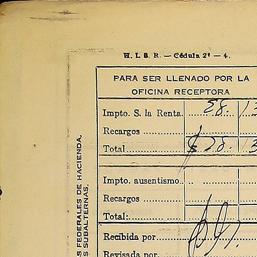 H. I. S. R. — Cédula 2ª — 4.
PARA SER LLENADO POR LA
OFICINA RECEPTORA
Impto. S. la Renta.
Recargos
Total $
Impto. ausentismo
Recargos
Total:
Recibida por
Revisada por
S FEDERALES DE HACIENDA,
S SUBALTERNAS.